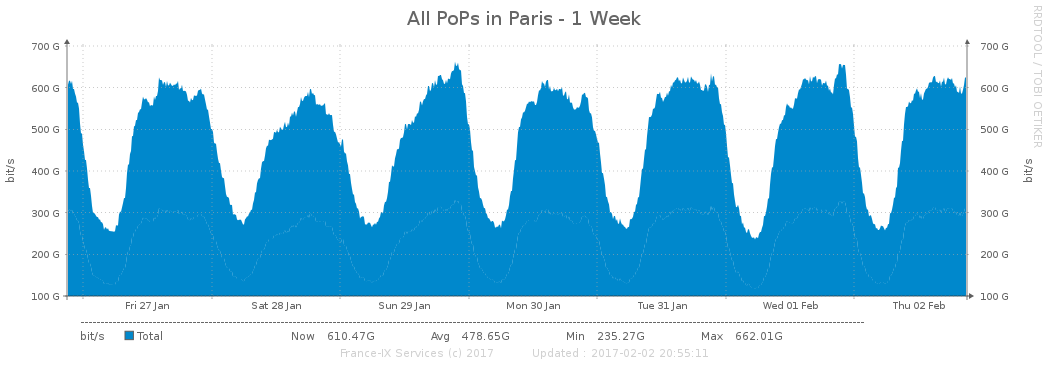 All PoPs in Paris - 1 Week
RRDTOOL / TOBI OETIKER
bit/s
bit/s
700 G 700 G
600 G 600 G
500 G 500 G
400 G 400 G
300 G 300 G
200 G 200 G
100 G 100 G
Fri 27 Jan Sat 28 Jan Sun 29 Jan Mon 30 Jan Tue 31 Jan Wed 01 Feb Thu 02 Feb
bit/s Total Now 610.47G Avg 478.65G Min 235.27G Max 662.01G
France-IX Services (c) 2017 Updated : 2017-02-02 20:55:11